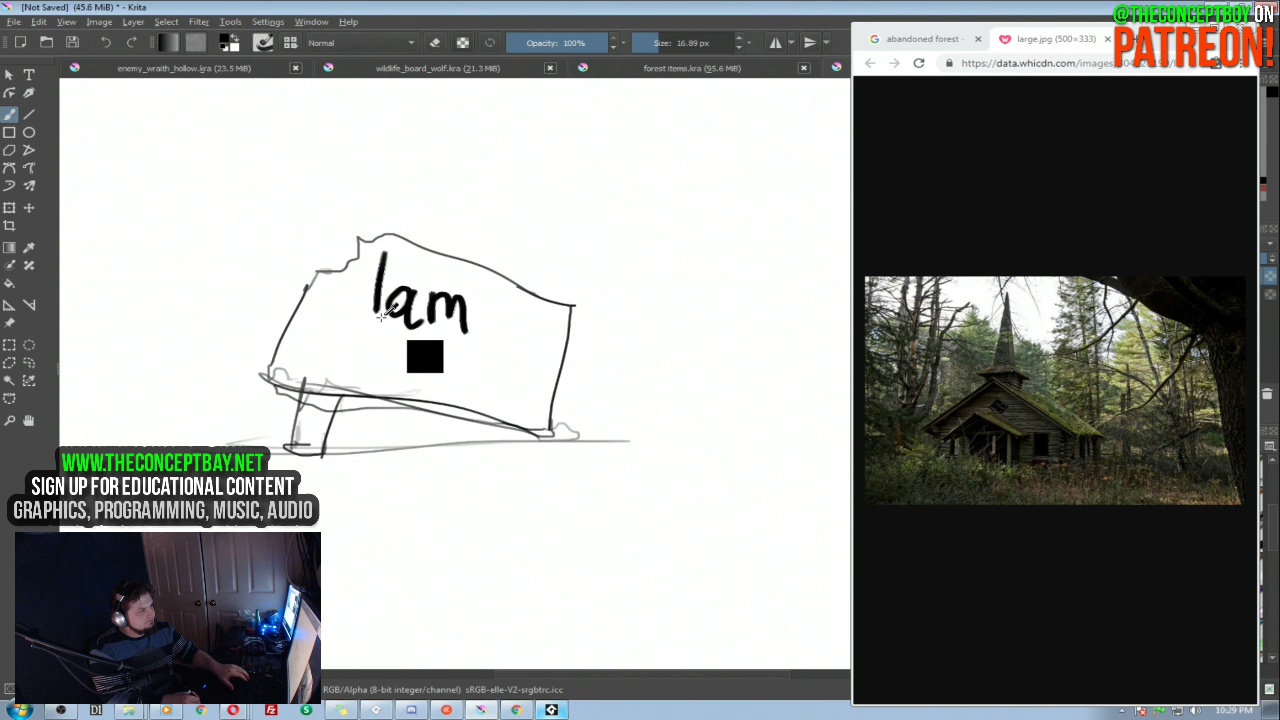 [Not Saved] (45.6 MiB) * - Krita
File Edit View Image Layer Select Filter Tools Settings Window Help
Normal Opacity: 100% Size: 16.89 px
enemy_wraith_hollow.kra (23.5 MiB) wildlife_board_wolf.kra (21.3 MiB) forest items.kra (95.6 MiB)
@THECONCEPTBOY ON
PATREON!
abandoned forest large.jpg (500×333)
https://data.whicdn.com/images/
Iam
WWW.THECONCEPTBAY.NET
SIGN UP FOR EDUCATIONAL CONTENT
GRAPHICS, PROGRAMMING, MUSIC, AUDIO
RGB/Alpha (8-bit integer/channel) sRGB-elle-V2-srgbtrc.icc
10:29 PM